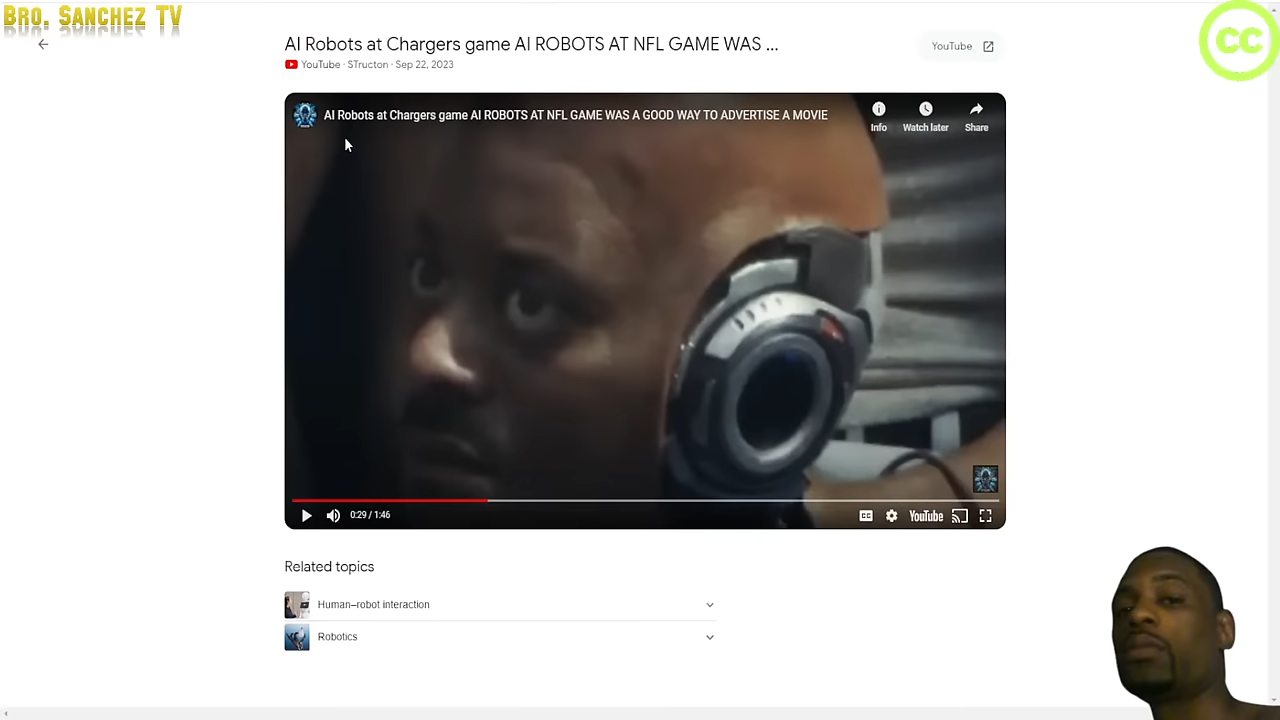 BRO. SANCHEZ TV
CC
AI Robots at Chargers game AI ROBOTS AT NFL GAME WAS ...
YouTube
YouTube · STructon · Sep 22, 2023
AI Robots at Chargers game AI ROBOTS AT NFL GAME WAS A GOOD WAY TO ADVERTISE A MOVIE
Info
Watch later
Share
0:29 / 1:46
CC
YouTube
Related topics
Human–robot interaction
Robotics